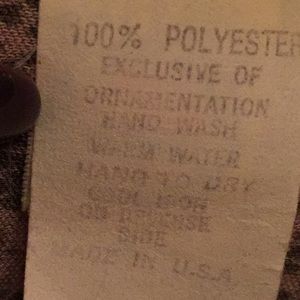 100% POLYESTER
EXCLUSIVE OF
ORNAMENTATION
HAND WASH
WARM WATER
HANG TO DRY
COOL IRON
ON REVERSE
SIDE
MADE IN U.S.A